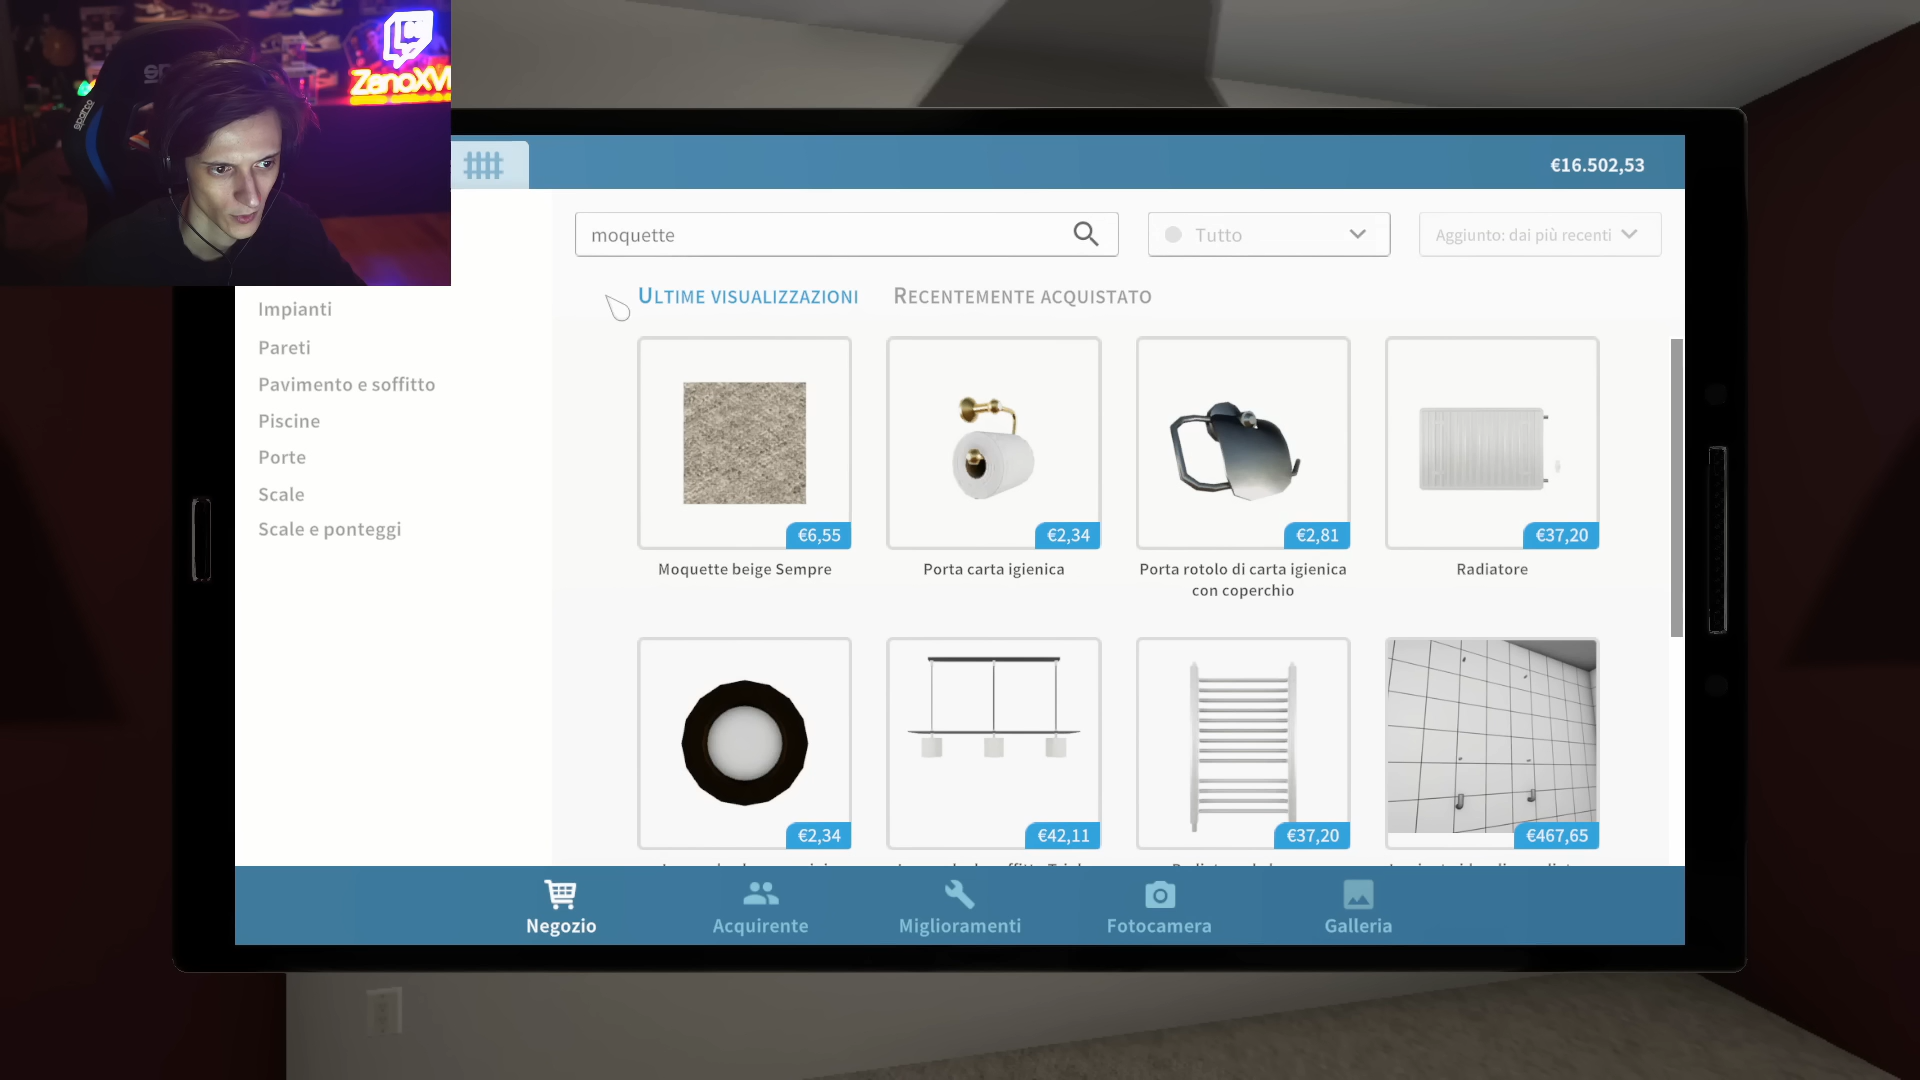 ZenoXV
sparco
€16.502,53
moquette
Tutto
Aggiunto: dai più recenti
ULTIME VISUALIZZAZIONI
RECENTEMENTE ACQUISTATO
Impianti
Pareti
Pavimento e soffitto
Piscine
Porte
Scale
Scale e ponteggi
€6,55
€2,34
€2,81
€37,20
Moquette beige Sempre
Porta carta igienica
Porta rotolo di carta igienica
con coperchio
Radiatore
€2,34
€42,11
€37,20
€467,65
Negozio
Acquirente
Miglioramenti
Fotocamera
Galleria